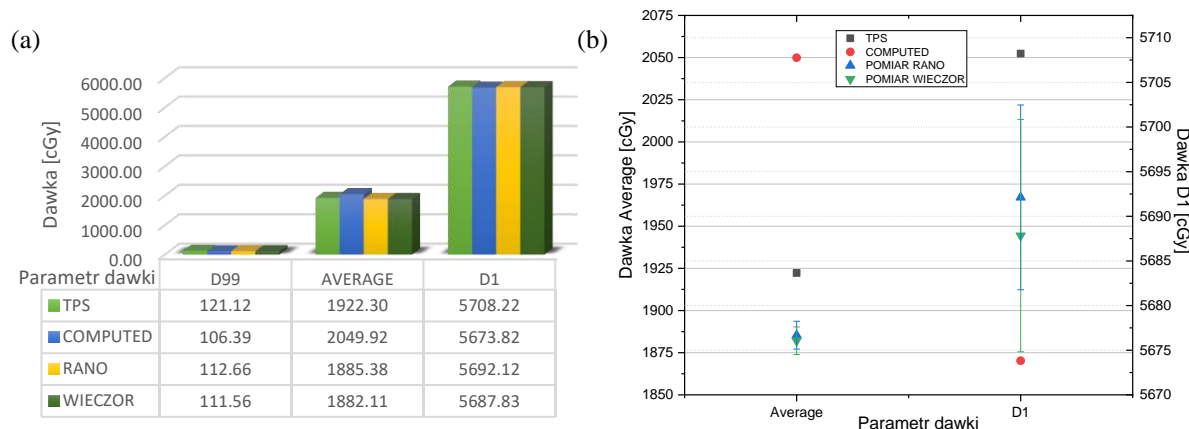 (a)
Dawka [cGy]
6000.00
5000.00
4000.00
3000.00
2000.00
1000.00
0.00
Parametr dawki D99 AVERAGE D1
TPS 121.12 1922.30 5708.22
COMPUTED 106.39 2049.92 5673.82
RANO 112.66 1885.38 5692.12
WIECZOR 111.56 1882.11 5687.83
(b)
Dawka Average [cGy]
2075
2050
2025
2000
1975
1950
1925
1900
1875
1850
TPS
COMPUTED
POMIAR RANO
POMIAR WIECZOR
5710
5705
5700
5695
5690
5685
5680
5675
5670
Dawka D1 [cGy]
Average D1
Parametr dawki